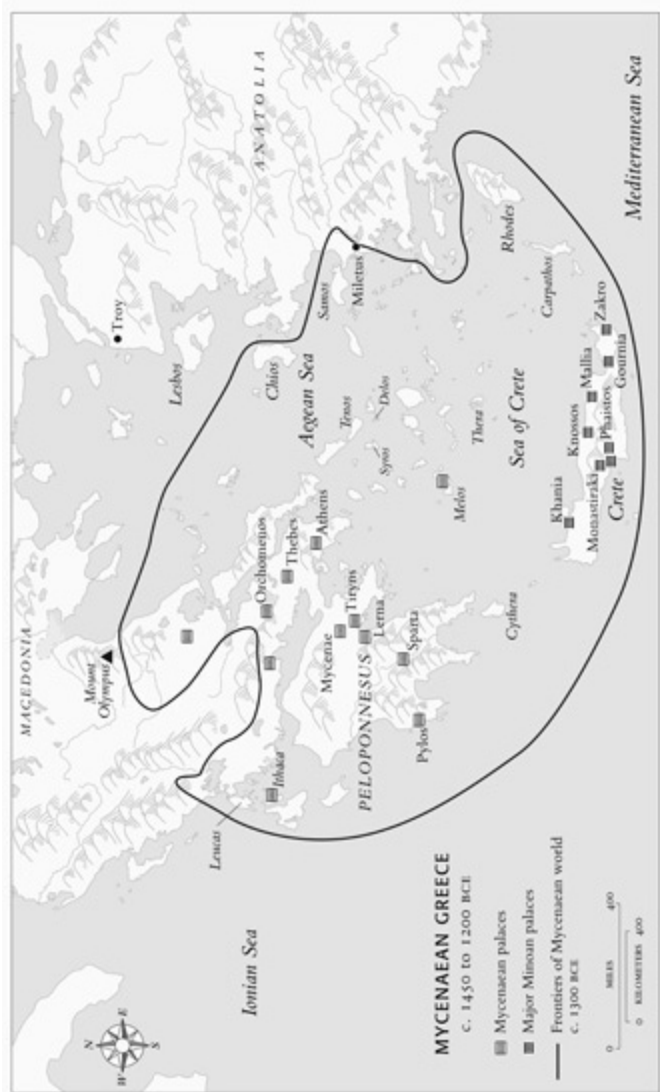 MACEDONIA
Mount
Olympus
Troy
ANATOLIA
Lesbos
Leucas
Ithaca
Orchomenos
Thebes
Athens
Chios
Aegean Sea
Samos
Miletus
Ionian Sea
Mycenae
Tiryns
Lerna
PELOPONNESUS
Sparta
Pylos
Tenos
Delos
Syros
Melos
Thera
Cythera
Sea of Crete
Rhodes
Carpathos
Khania
Knossos
Mallia
Monastiraki
Phaistos
Gournia
Zakro
Crete
Mediterranean Sea
MYCENAEAN GREECE
c. 1450 to 1200 BCE
Mycenaean palaces
Major Minoan palaces
Frontiers of Mycenaean world
c. 1300 BCE
0 MILES 400
0 KILOMETERS 400
N
E
S
W